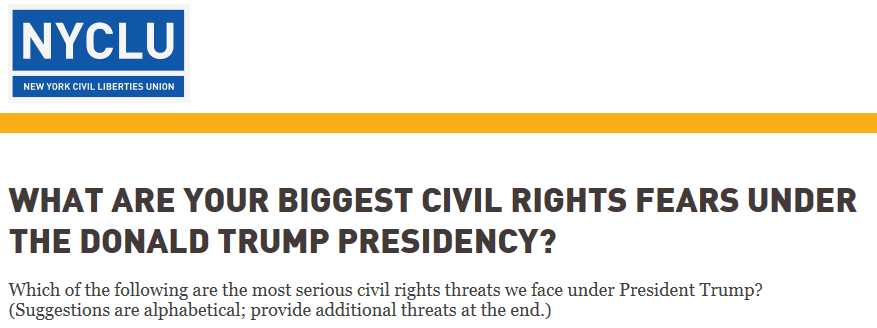 NYCLU
NEW YORK CIVIL LIBERTIES UNION
WHAT ARE YOUR BIGGEST CIVIL RIGHTS FEARS UNDER
THE DONALD TRUMP PRESIDENCY?
Which of the following are the most serious civil rights threats we face under President Trump?
(Suggestions are alphabetical; provide additional threats at the end.)